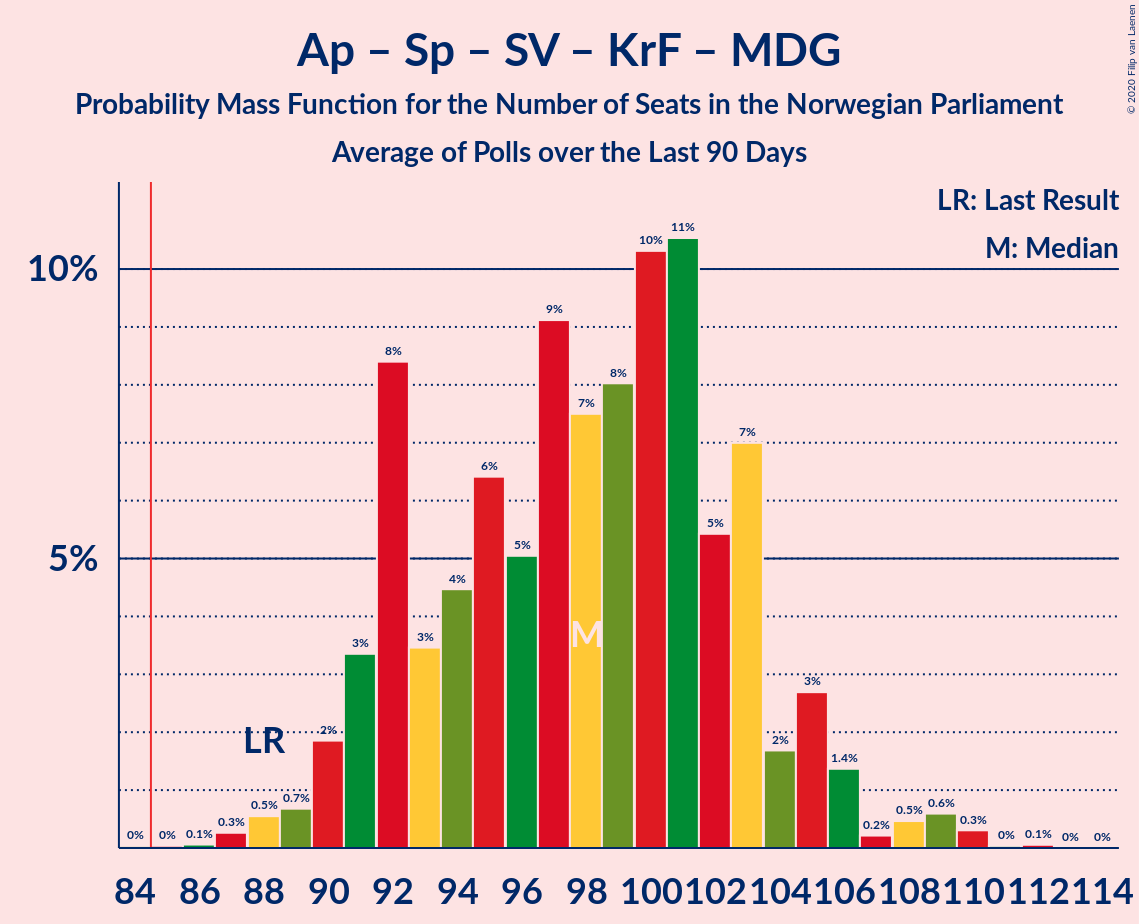 Ap – Sp – SV – KrF – MDG
Probability Mass Function for the Number of Seats in the Norwegian Parliament
Average of Polls over the Last 90 Days
© 2020 Filip van Laenen
LR: Last Result
M: Median
10%
5%
0% 0% 0.1% 0.3% 0.5% 0.7% 2% 3% 8% 3% 4% 6% 5% 9% 7% 8% 10% 11% 5% 7% 2% 3% 1.4% 0.2% 0.5% 0.6% 0.3% 0% 0.1% 0% 0%
M
LR
84 86 88 90 92 94 96 98 100 102 104 106 108 110 112 114